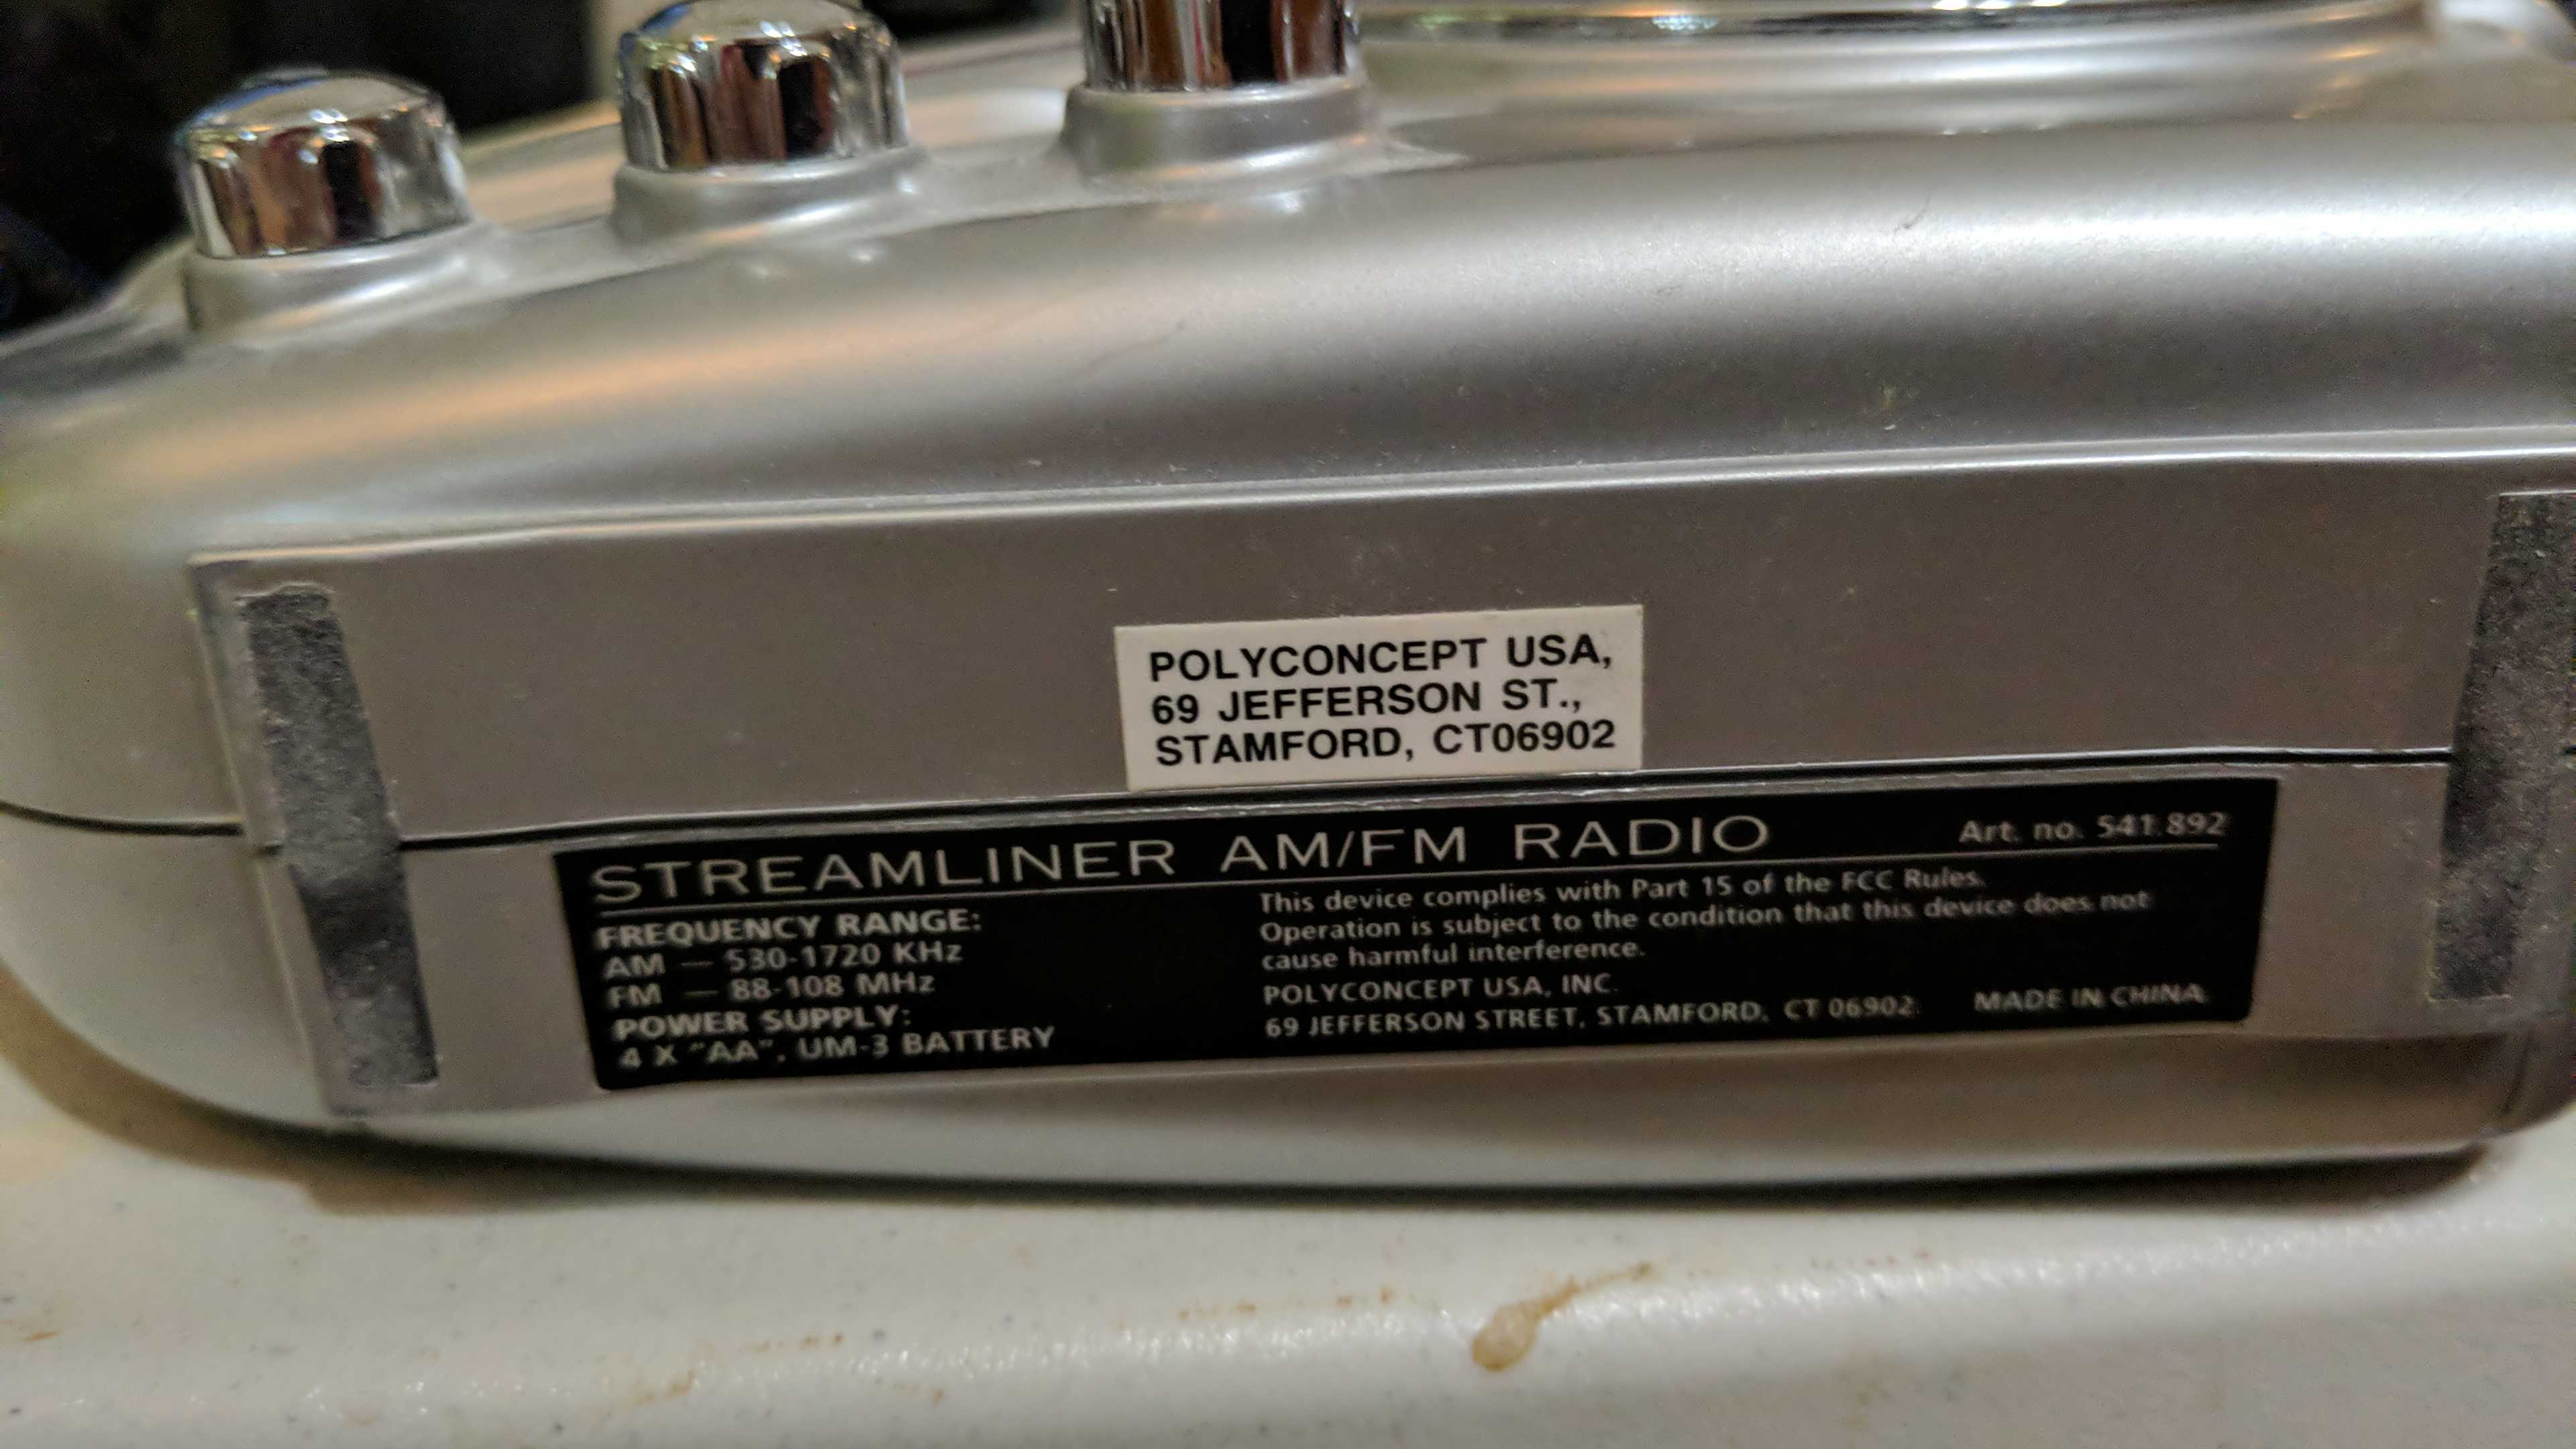 POLYCONCEPT USA,
69 JEFFERSON ST.,
STAMFORD, CT06902
STREAMLINER AM/FM RADIO Art. no. 541.892
FREQUENCY RANGE:
AM — 530-1720 KHz
FM — 88-108 MHz
POWER SUPPLY:
4 X "AA", UM-3 BATTERY
This device complies with Part 15 of the FCC Rules.
Operation is subject to the condition that this device does not
cause harmful interference.
POLYCONCEPT USA, INC.
69 JEFFERSON STREET, STAMFORD, CT 06902. MADE IN CHINA